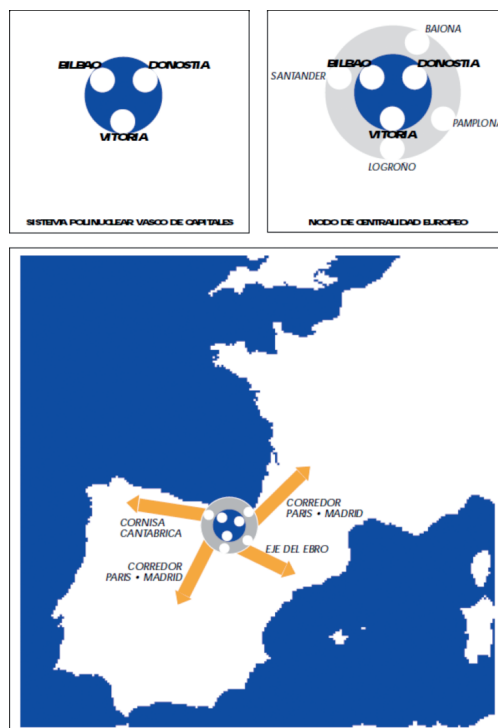 BILBAO
DONOSTIA
VITORIA
SISTEMA POLINUCLEAR VASCO DE CAPITALES
BAIONA
BILBAO
DONOSTIA
SANTANDER
PAMPLONA
VITORIA
LOGROÑO
NODO DE CENTRALIDAD EUROPEO
CORREDOR
PARIS • MADRID
CORNISA
CANTABRICA
EJE DEL EBRO
CORREDOR
PARIS • MADRID